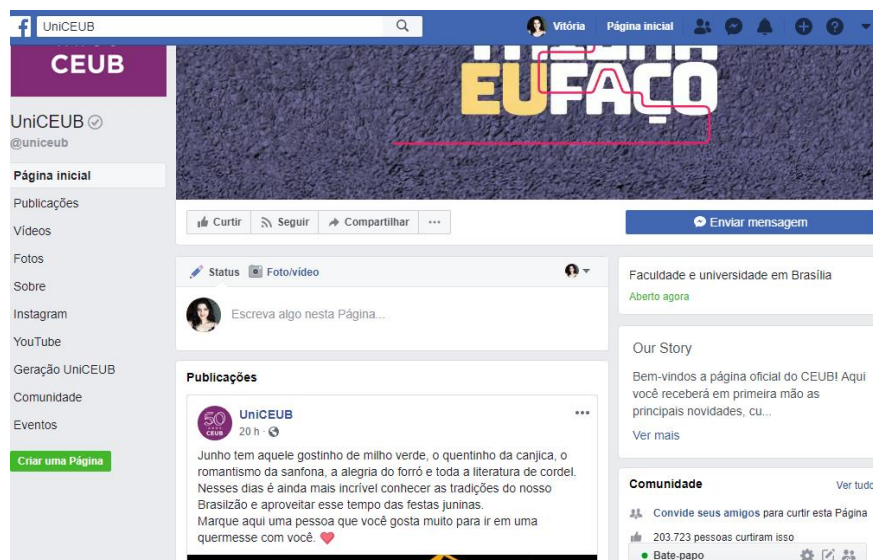 UniCEUB
Vitória
Página inicial
CEUB
EUFAÇO
UniCEUB
@uniceub
Página inicial
Publicações
Vídeos
Fotos
Sobre
Instagram
YouTube
Geração UniCEUB
Comunidade
Eventos
Criar uma Página
Curtir
Seguir
Compartilhar
Enviar mensagem
Status
Foto/vídeo
Escreva algo nesta Página...
Publicações
50
ANOS
CEUB
UniCEUB
20 h ·
Junho tem aquele gostinho de milho verde, o quentinho da canjica, o
romantismo da sanfona, a alegria do forró e toda a literatura de cordel.
Nesses dias é ainda mais incrível conhecer as tradições do nosso
Brasilzão e aproveitar esse tempo das festas juninas.
Marque aqui uma pessoa que você gosta muito para ir em uma
quermesse com você.
Faculdade e universidade em Brasília
Aberto agora
Our Story
Bem-vindos a página oficial do CEUB! Aqui
você receberá em primeira mão as
principais novidades, cu...
Ver mais
Comunidade
Ver tudo
Convide seus amigos para curtir esta Página
203.723 pessoas curtiram isso
Bate-papo